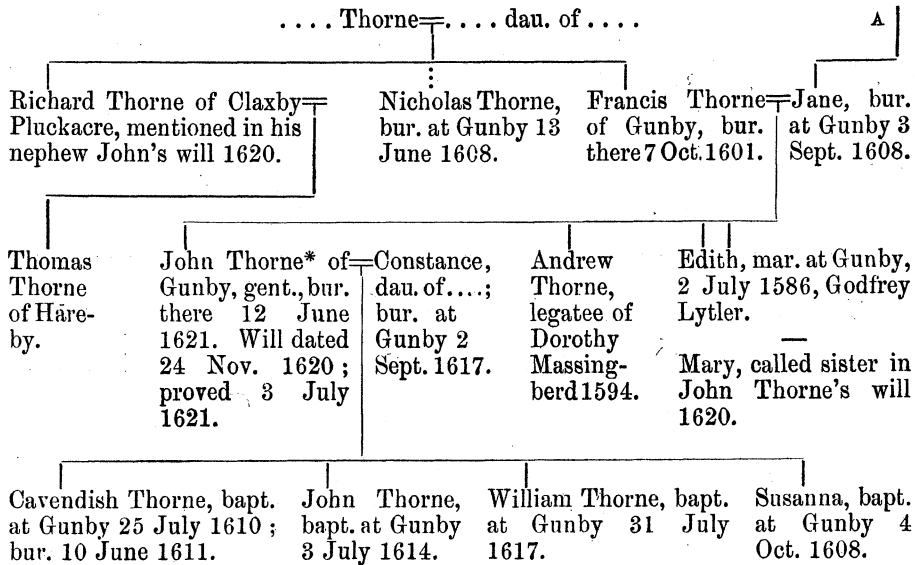 .... Thorne=.... dau. of ....
A
Richard Thorne of Claxby=
Pluckacre, mentioned in his
nephew John's will 1620.
Nicholas Thorne,
bur. at Gunby 13
June 1608.
Francis Thorne=
of Gunby, bur.
there 7 Oct. 1601.
Jane, bur.
at Gunby 3
Sept. 1608.
Thomas
Thorne
of Hare-
by.
John Thorne* of=
Gunby, gent., bur.
there 12 June
1621. Will dated
24 Nov. 1620;
proved 3 July
1621.
Constance,
dau. of....;
bur. at
Gunby 2
Sept. 1617.
Andrew
Thorne,
legatee of
Dorothy
Massing-
berd 1594.
Edith, mar. at Gunby,
2 July 1586, Godfrey
Lytler.
—
Mary, called sister in
John Thorne's will
1620.
Cavendish Thorne, bapt.
at Gunby 25 July 1610;
bur. 10 June 1611.
John Thorne,
bapt. at Gunby
3 July 1614.
William Thorne, bapt.
at Gunby 31 July
1617.
Susanna, bapt.
at Gunby 4
Oct. 1608.